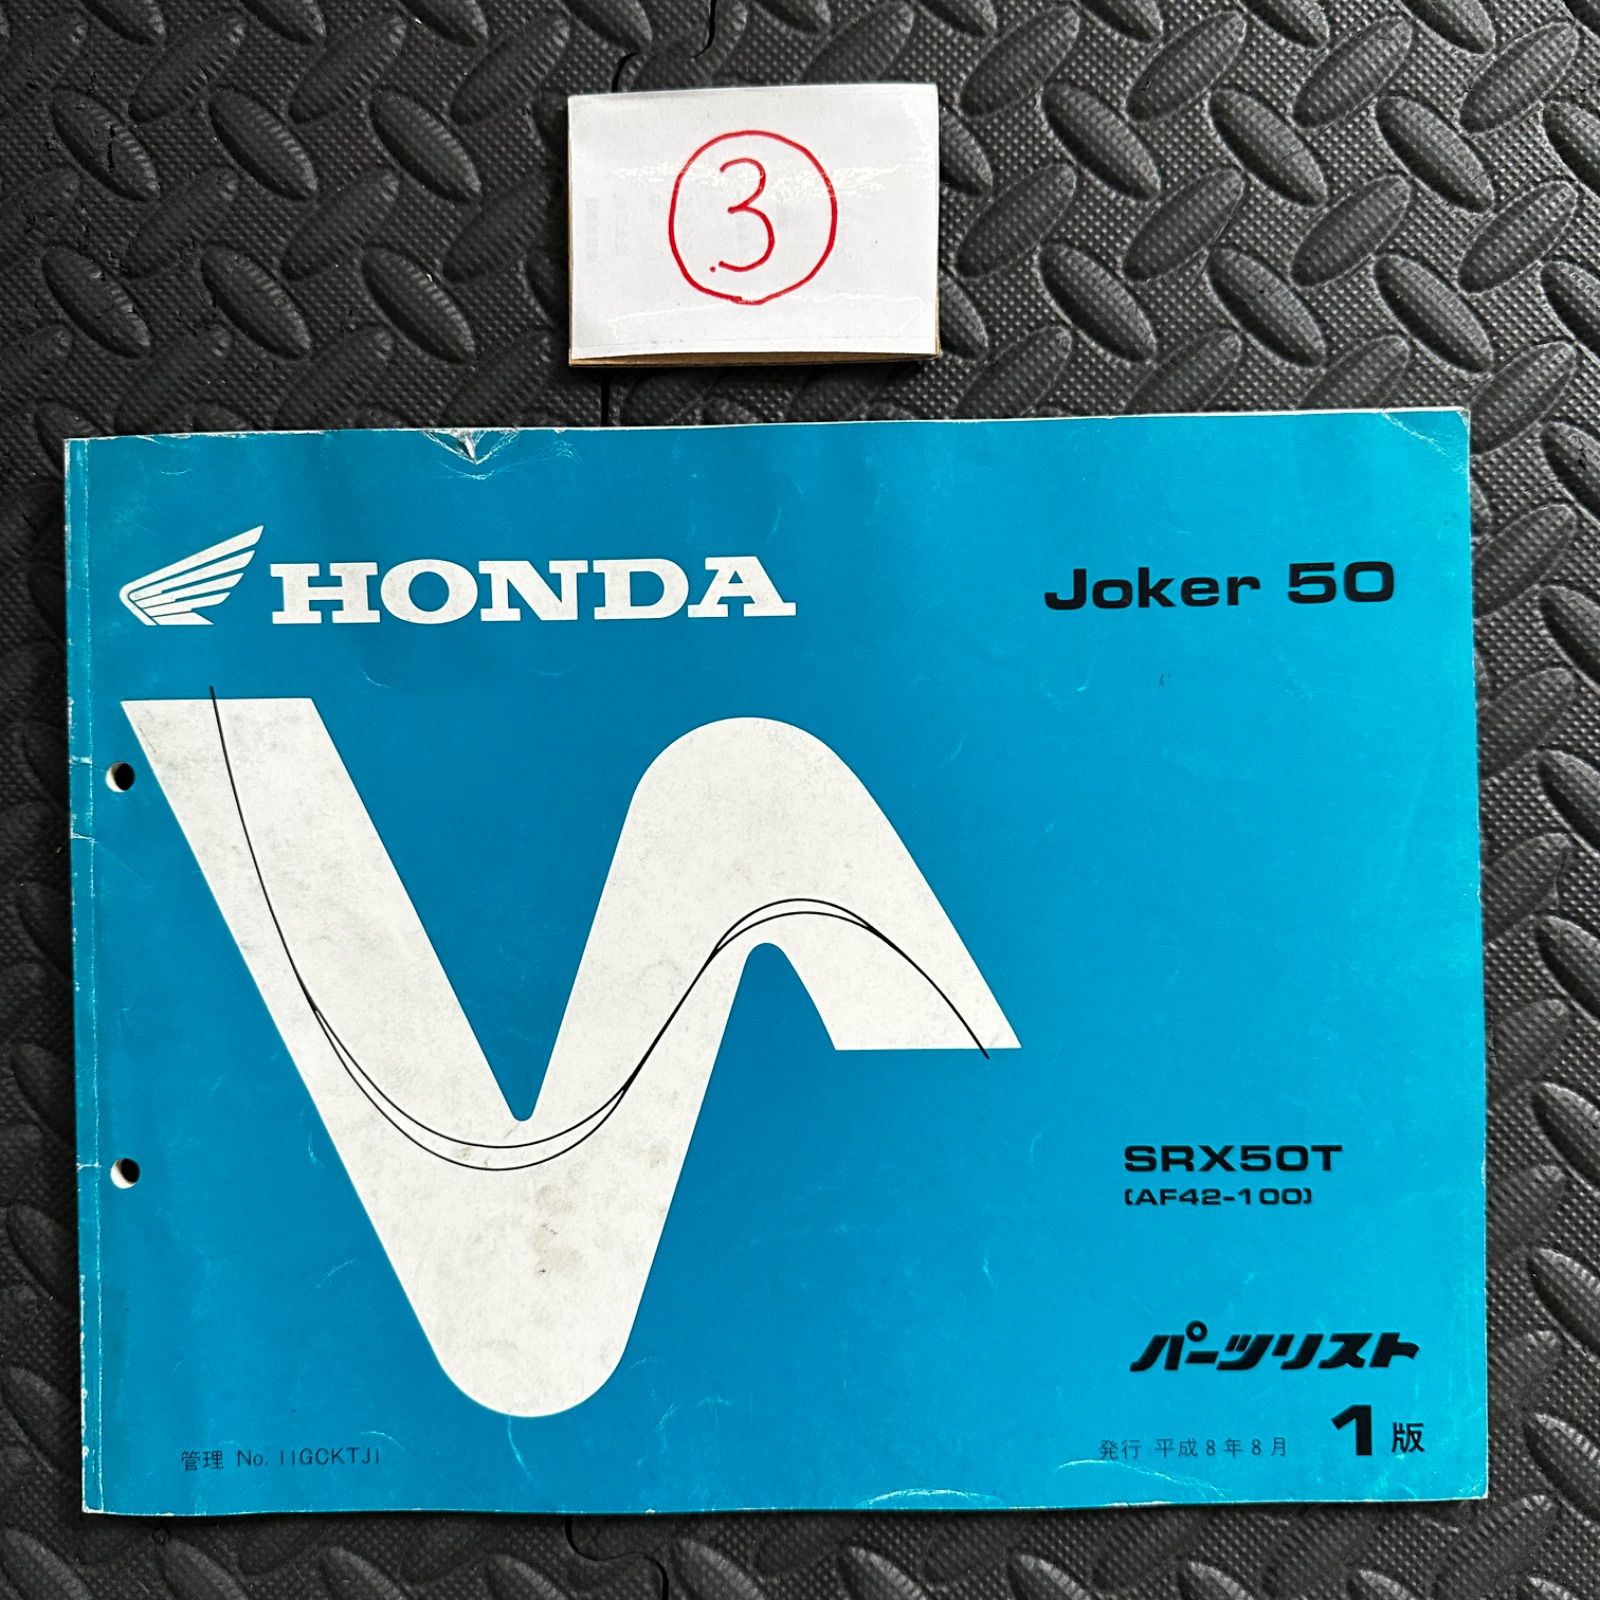 3
HONDA
Joker 50
SRX50T
(AF42-100)
パーツリスト
1版
発行 平成8年8月
管理 No. 11GCKTJ1